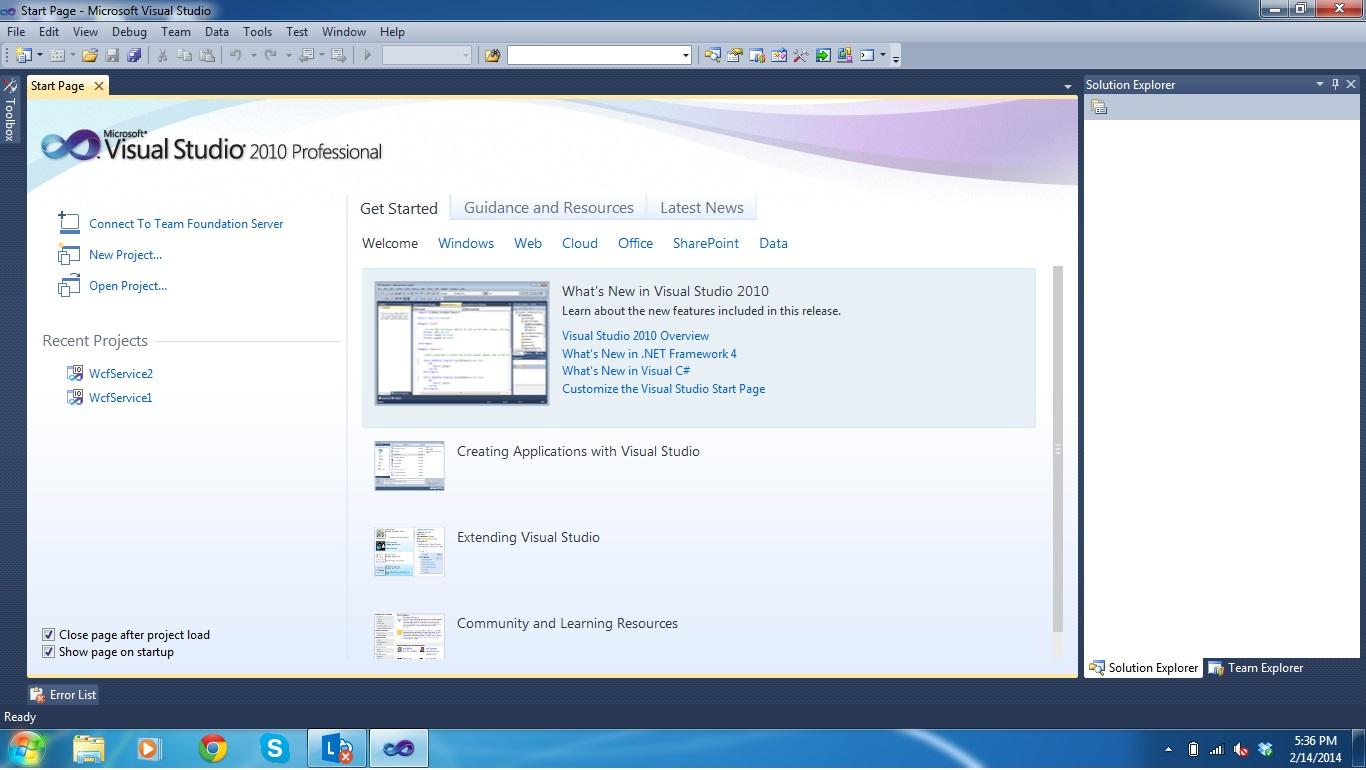 Start Page - Microsoft Visual Studio
File Edit View Debug Team Data Tools Test Window Help
Toolbox
Start Page
Solution Explorer
Microsoft®
Visual Studio® 2010 Professional
Connect To Team Foundation Server
New Project...
Open Project...
Recent Projects
WcfService2
WcfService1
Close page after project load
Show page on startup
Get Started Guidance and Resources Latest News
Welcome Windows Web Cloud Office SharePoint Data
What's New in Visual Studio 2010
Learn about the new features included in this release.
Visual Studio 2010 Overview
What's New in .NET Framework 4
What's New in Visual C#
Customize the Visual Studio Start Page
Creating Applications with Visual Studio
Extending Visual Studio
Community and Learning Resources
Solution Explorer Team Explorer
Error List
Ready
5:36 PM
2/14/2014